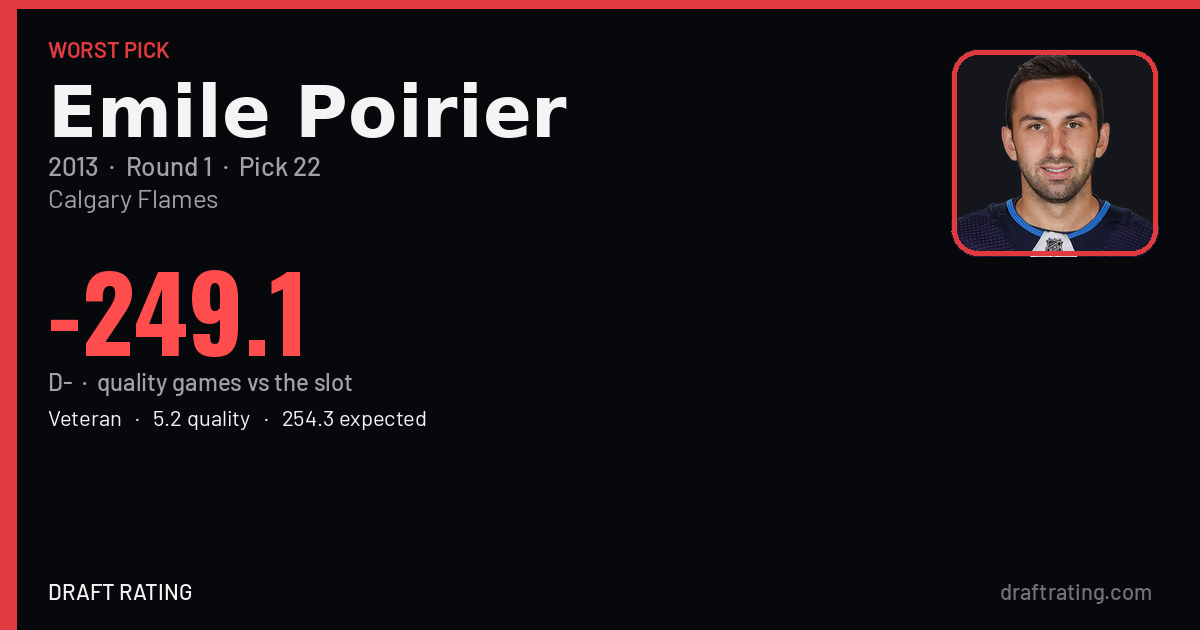 WORST PICK
Emile Poirier
2013 · Round 1 · Pick 22
Calgary Flames
-249.1
D- · quality games vs the slot
Veteran · 5.2 quality · 254.3 expected
DRAFT RATING
draftrating.com